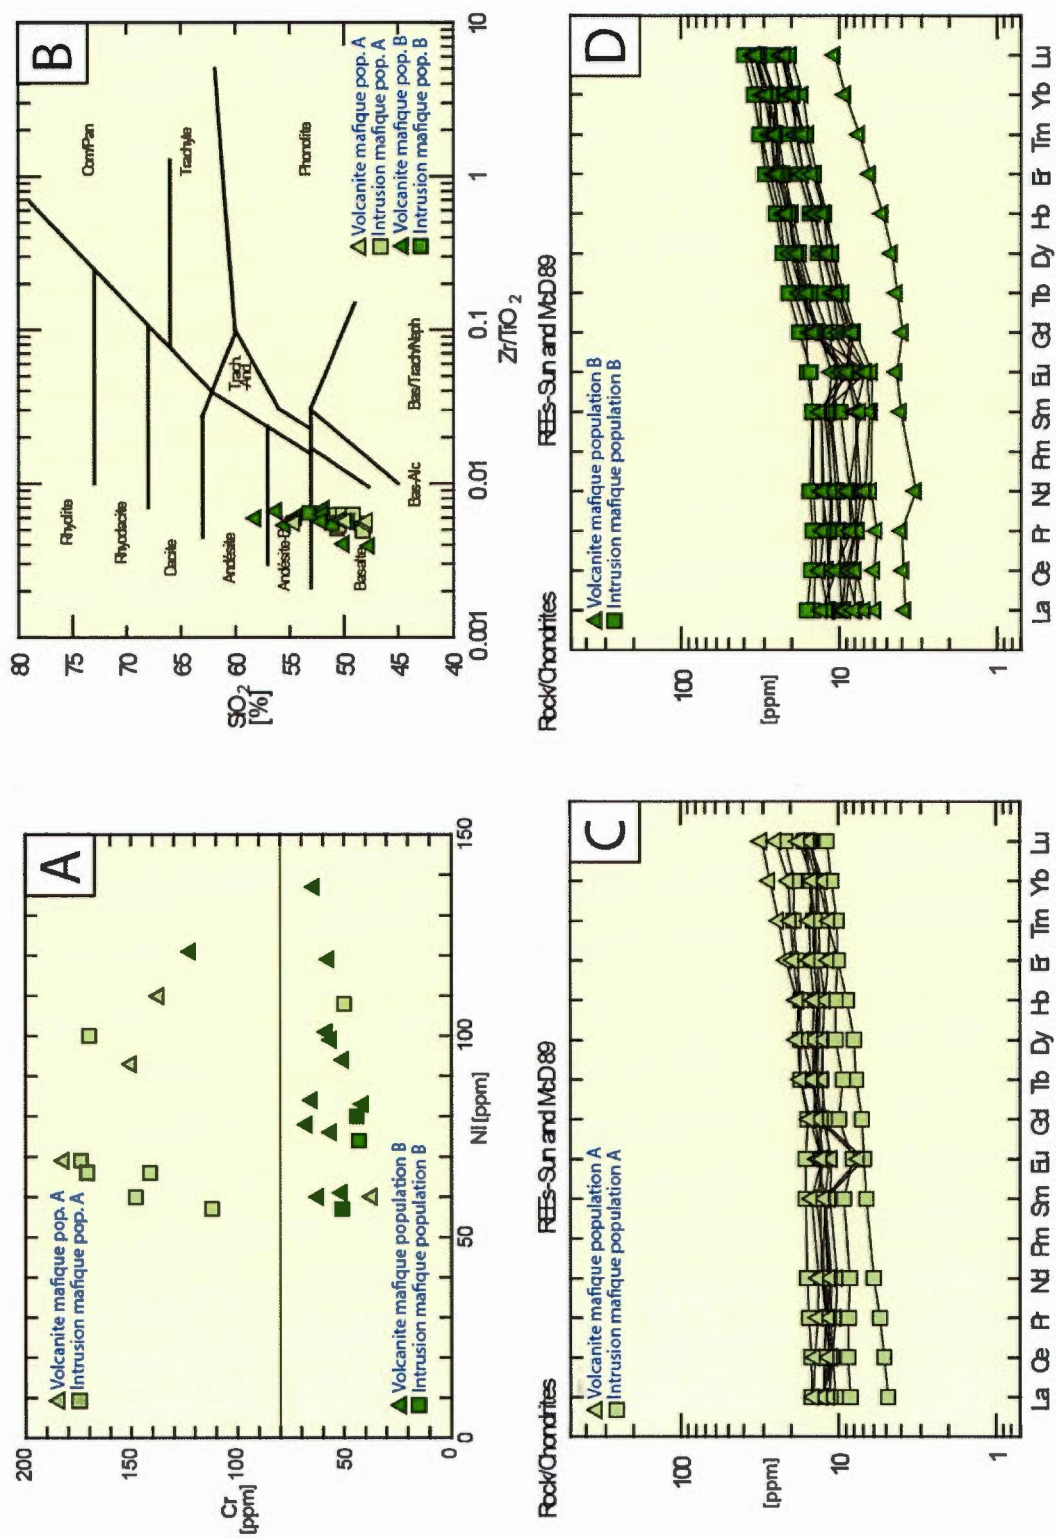 A
200
150
100
50
0
Cr
[ppm]
Volcanite mafique pop. A
Intrusion mafique pop. A
Volcanite mafique population B
Intrusion mafique population B
0
50
100
150
Ni [ppm]
B
80
75
70
65
60
55
50
45
40
SiO2
[%]
Rhyolite
Com/Pan
Rhyodacite
Trachyte
Dacite
Andésite
Trach.
And.
Phonolite
Andésite-B
Basalte
Bas-Alc
Bas/Trach/Neph
Volcanite mafique pop. A
Intrusion mafique pop. A
Volcanite mafique pop. B
Intrusion mafique pop. B
0.001
0.01
0.1
1
10
Zr/TiO2
Rock/Chondrites
REEs-Sun and McD 89
C
Volcanite mafique population A
Intrusion mafique population A
100
10
1
[ppm]
La Ce Pr Nd Pm Sm Eu Gd Tb Dy Ho Er Tm Yb Lu
Rock/Chondrites
REEs-Sun and McD 89
D
Volcanite mafique population B
Intrusion mafique population B
100
10
1
[ppm]
La Ce Pr Nd Pm Sm Eu Gd Tb Dy Ho Er Tm Yb Lu